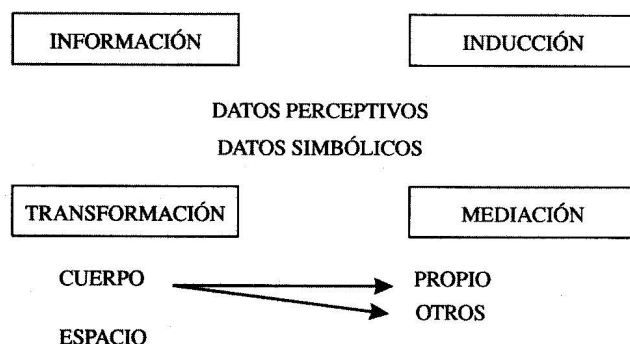 INFORMACIÓN
INDUCCIÓN
DATOS PERCEPTIVOS
DATOS SIMBÓLICOS
TRANSFORMACIÓN
MEDIACIÓN
CUERPO
PROPIO
OTROS
ESPACIO